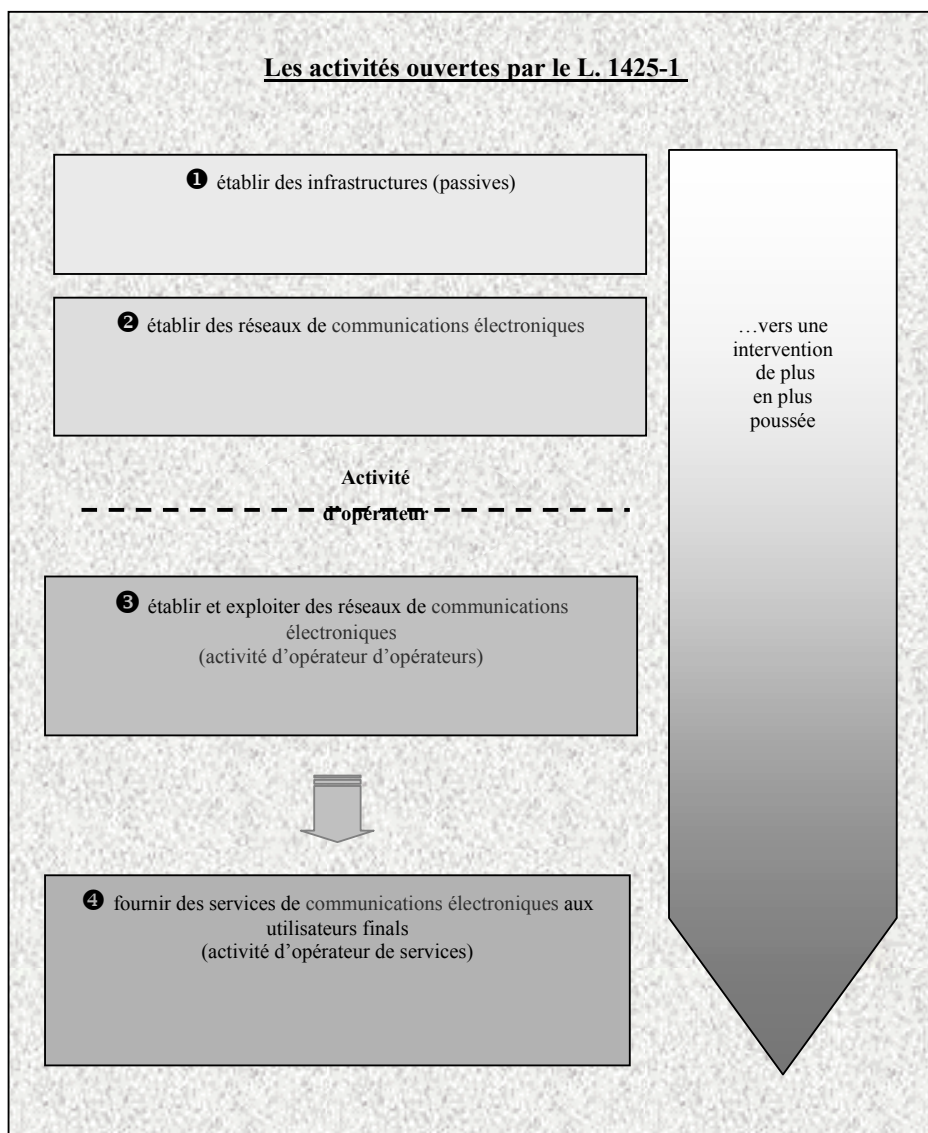 Les activités ouvertes par le L. 1425-1
❶ établir des infrastructures (passives)
❷ établir des réseaux de communications électroniques
…vers une
intervention
de plus
en plus
poussée
Activité
d’opérateur
❸ établir et exploiter des réseaux de communications
électroniques
(activité d’opérateur d’opérateurs)
❹ fournir des services de communications électroniques aux
utilisateurs finals
(activité d’opérateur de services)